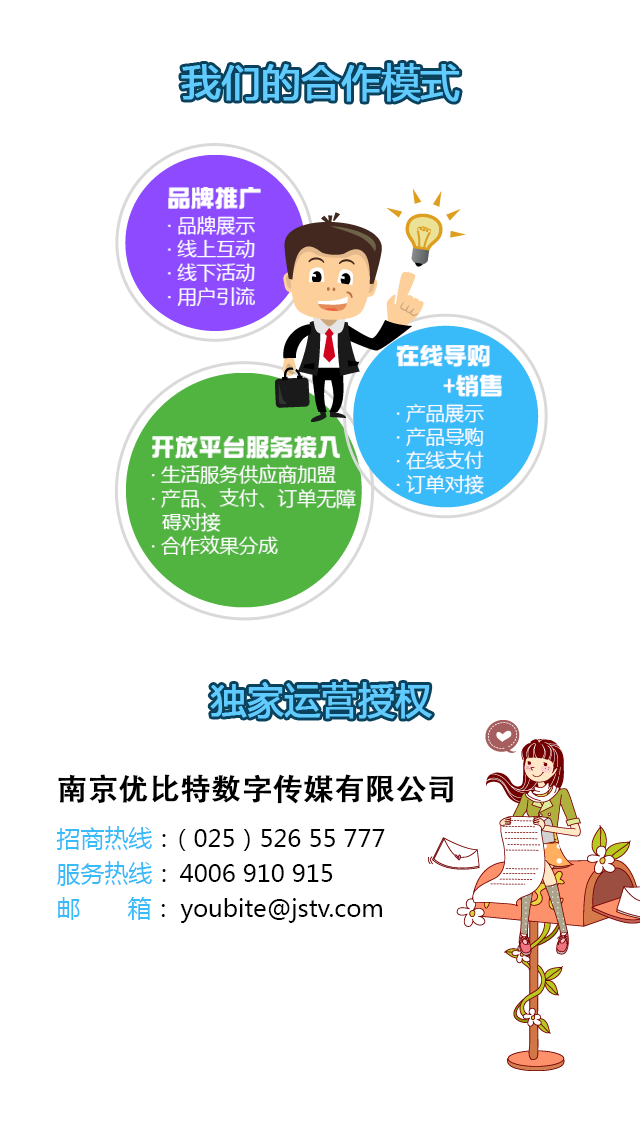 我们的合作模式
品牌推广
· 品牌展示
· 线上互动
· 线下活动
· 用户引流
在线导购
+销售
· 产品展示
· 产品导购
· 在线支付
· 订单对接
开放平台服务接入
· 生活服务供应商加盟
· 产品、支付、订单无障
碍对接
· 合作效果分成
独家运营授权
南京优比特数字传媒有限公司
招商热线：( 025 ) 526 55 777
服务热线： 4006 910 915
邮 箱： youbite@jstv.com